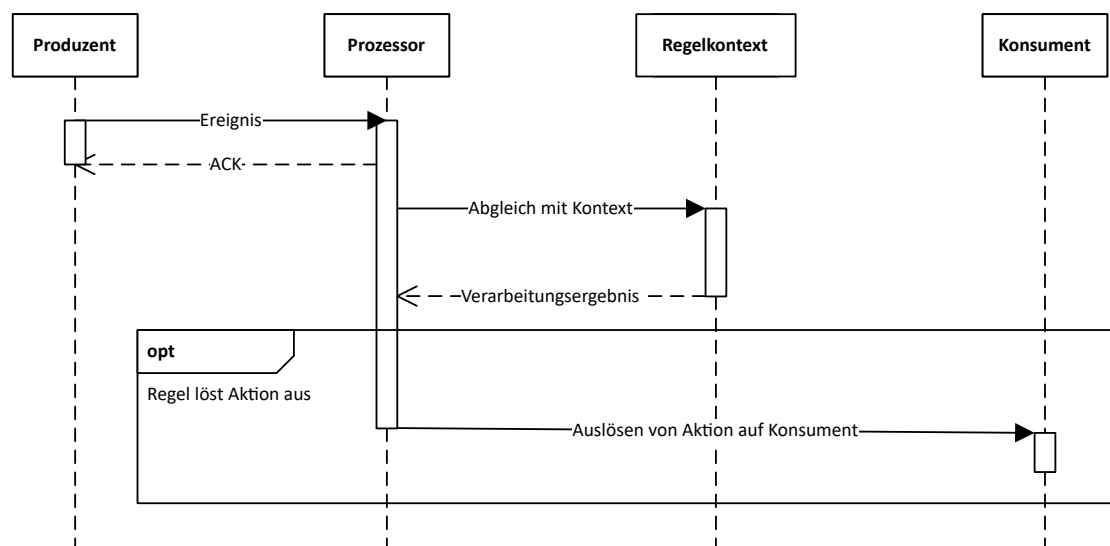 Produzent
Prozessor
Regelkontext
Konsument
Ereignis
ACK
Abgleich mit Kontext
Verarbeitungsergebnis
opt
Regel löst Aktion aus
Auslösen von Aktion auf Konsument